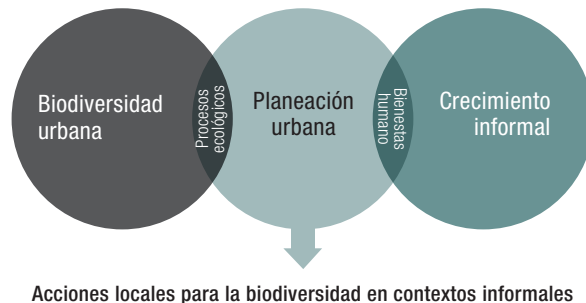 Biodiversidad
urbana
Procesos
ecológicos
Planeación
urbana
Bienestas
humano
Crecimiento
informal
Acciones locales para la biodiversidad en contextos informales